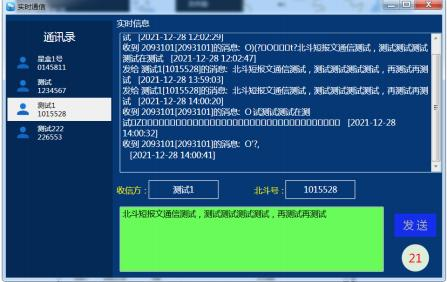 实时通信
通讯录
星盒1号
0145811
测试
1234567
测试1
1015528
测试222
226553
实时信息
试 [2021-12-28 12:02:29]
收到 2093101[2093101]的消息: O)(?□O□□□t?北斗短报文通信测试，测试测试测试
测试在测试 [2021-12-28 12:02:47]
发给 测试1[1015528]的消息: 北斗短报文通信测试，测试测试测试测试，再测试再测
试 [2021-12-28 13:59:03]
发给 测试1[1015528]的消息: 北斗短报文通信测试，测试测试测试测试，再测试再测
试 [2021-12-28 14:00:20]
收到 2093101[2093101]的消息: O 试测试测试在测
[2021-12-28
14:00:32]
收到 2093101[2093101]的消息: O'?,
[2021-12-28 14:00:41]
收信方： 测试1 北斗号： 1015528
北斗短报文通信测试，测试测试测试测试，再测试再测试
发送
21